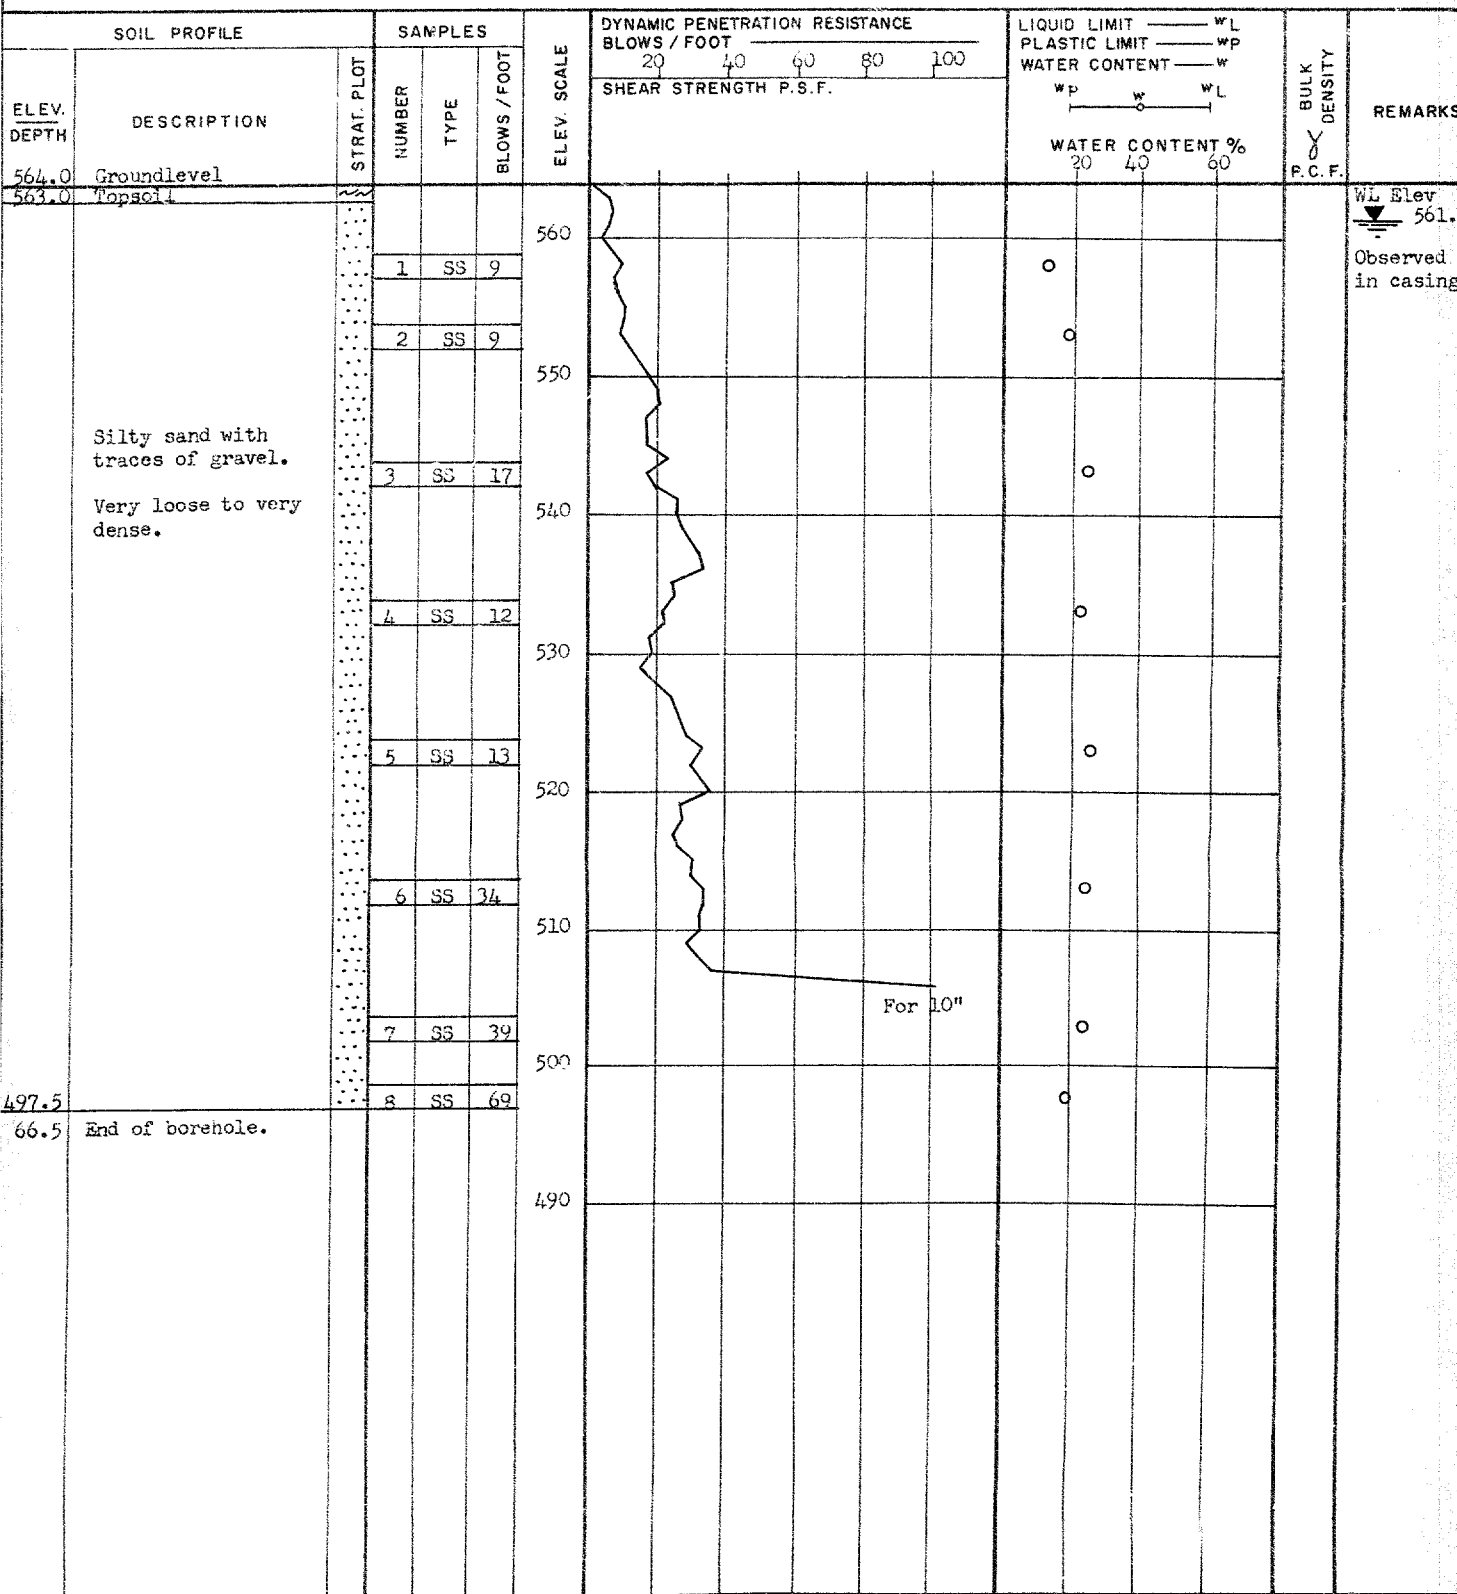 SOIL PROFILE
SAMPLES
ELEV.
DEPTH
DESCRIPTION
STRAT. PLOT
NUMBER
TYPE
BLOWS / FOOT
ELEV. SCALE
DYNAMIC PENETRATION RESISTANCE
BLOWS / FOOT
20 40 60 80 100
SHEAR STRENGTH P.S.F.
LIQUID LIMIT WL
PLASTIC LIMIT WP
WATER CONTENT W
WP W WL
WATER CONTENT %
20 40 60
BULK DENSITY
γ
P.C.F.
REMARKS
564.0 Groundlevel
563.0 Topsoil
WL Elev
561.
Observed
in casing
560
1 SS 9
2 SS 9
550
Silty sand with
traces of gravel.
3 SS 17
Very loose to very
dense.
540
4 SS 12
530
5 SS 13
520
6 SS 34
510
For 10"
7 SS 39
500
497.5
8 SS 69
66.5 End of borehole.
490